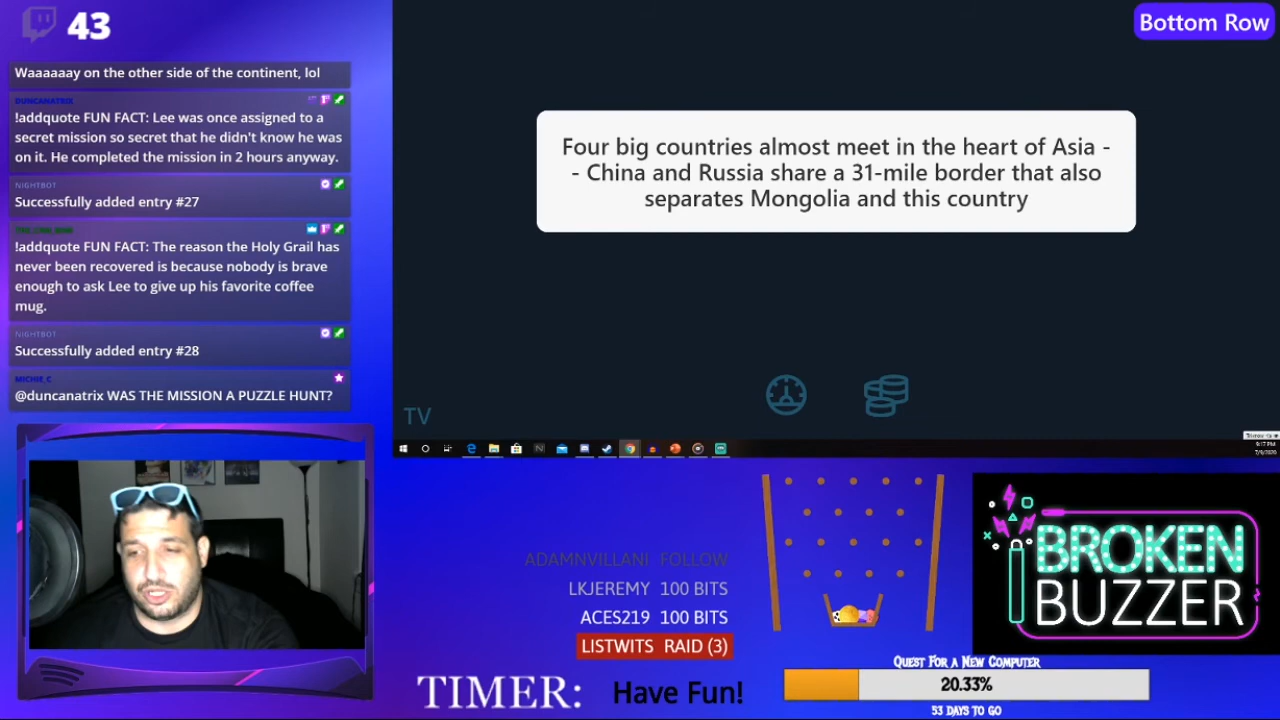 43
Bottom Row
Waaaaaay on the other side of the continent, lol
DUNCANATRIX
!addquote FUN FACT: Lee was once assigned to a
secret mission so secret that he didn't know he was
on it. He completed the mission in 2 hours anyway.
NIGHTBOT
Successfully added entry #27
!addquote FUN FACT: The reason the Holy Grail has
never been recovered is because nobody is brave
enough to ask Lee to give up his favorite coffee
mug.
NIGHTBOT
Successfully added entry #28
MICHIE_C
@duncanatrix WAS THE MISSION A PUZZLE HUNT?
Four big countries almost meet in the heart of Asia -
- China and Russia share a 31-mile border that also
separates Mongolia and this country
TV
9:17 PM
ADAMNVILLANI FOLLOW
LKJEREMY 100 BITS
ACES219 100 BITS
LISTWITS RAID (3)
TIMER: Have Fun!
BROKEN
BUZZER
QUEST FOR A NEW COMPUTER
20.33%
53 DAYS TO GO